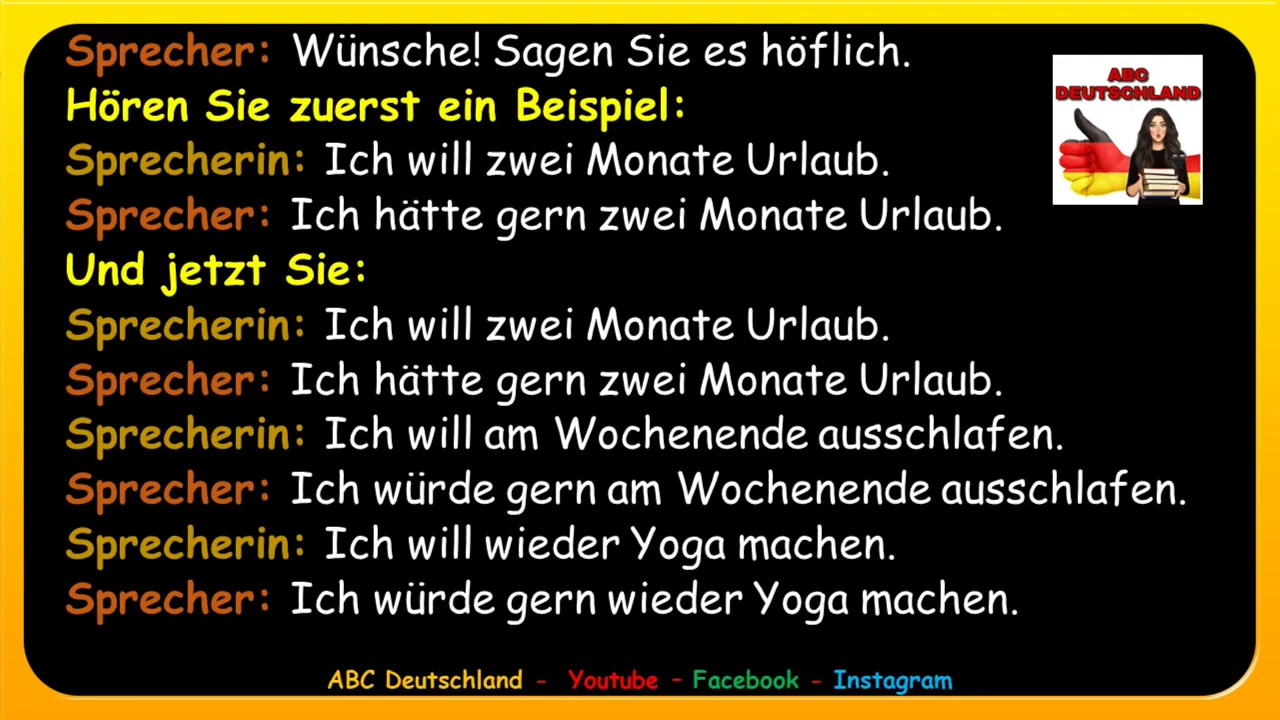 Sprecher: Wünsche! Sagen Sie es höflich.
ABC
DEUTSCHLAND
Hören Sie zuerst ein Beispiel:
Sprecherin: Ich will zwei Monate Urlaub.
Sprecher: Ich hätte gern zwei Monate Urlaub.
Und jetzt Sie:
Sprecherin: Ich will zwei Monate Urlaub.
Sprecher: Ich hätte gern zwei Monate Urlaub.
Sprecherin: Ich will am Wochenende ausschlafen.
Sprecher: Ich würde gern am Wochenende ausschlafen.
Sprecherin: Ich will wieder Yoga machen.
Sprecher: Ich würde gern wieder Yoga machen.
ABC Deutschland - Youtube - Facebook - Instagram